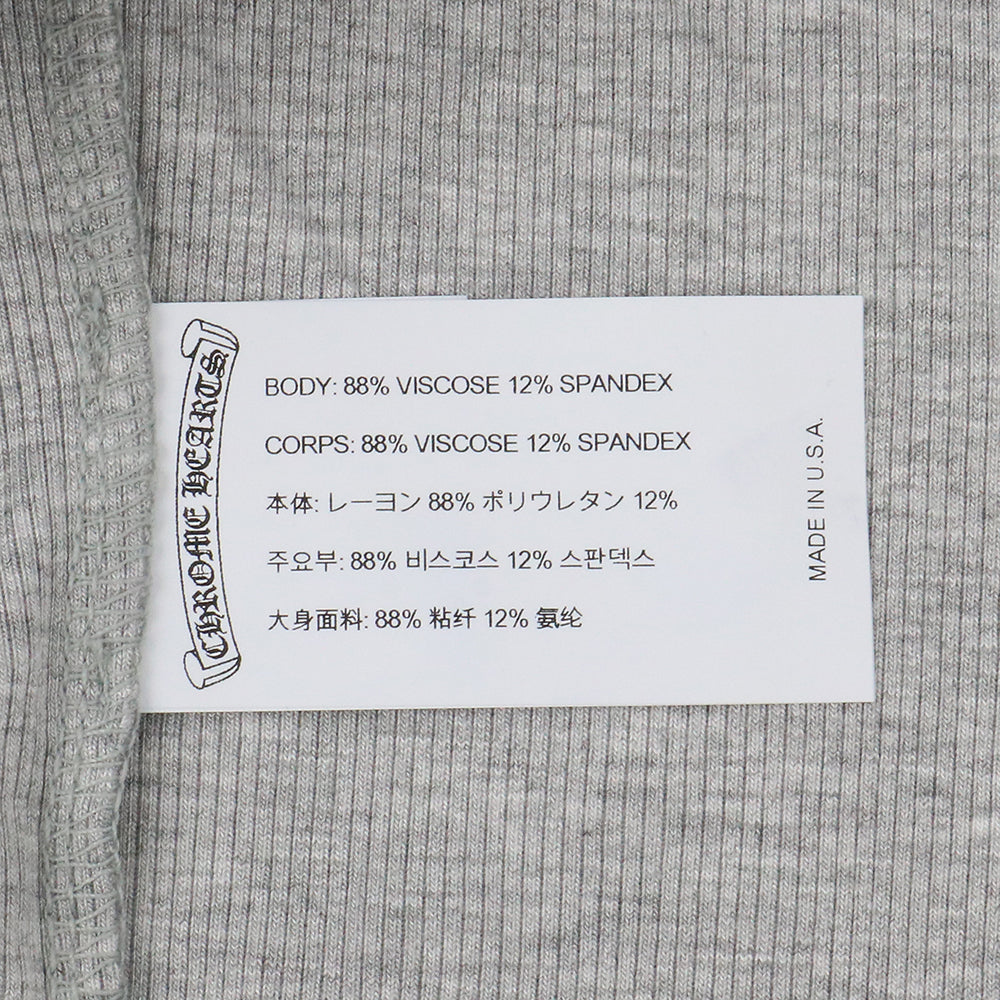 CHROME HEARTS
BODY: 88% VISCOSE 12% SPANDEX
CORPS: 88% VISCOSE 12% SPANDEX
本体: レーヨン 88% ポリウレタン 12%
주요부: 88% 비스코스 12% 스판덱스
大身面料: 88% 粘纤 12% 氨纶
MADE IN U.S.A.